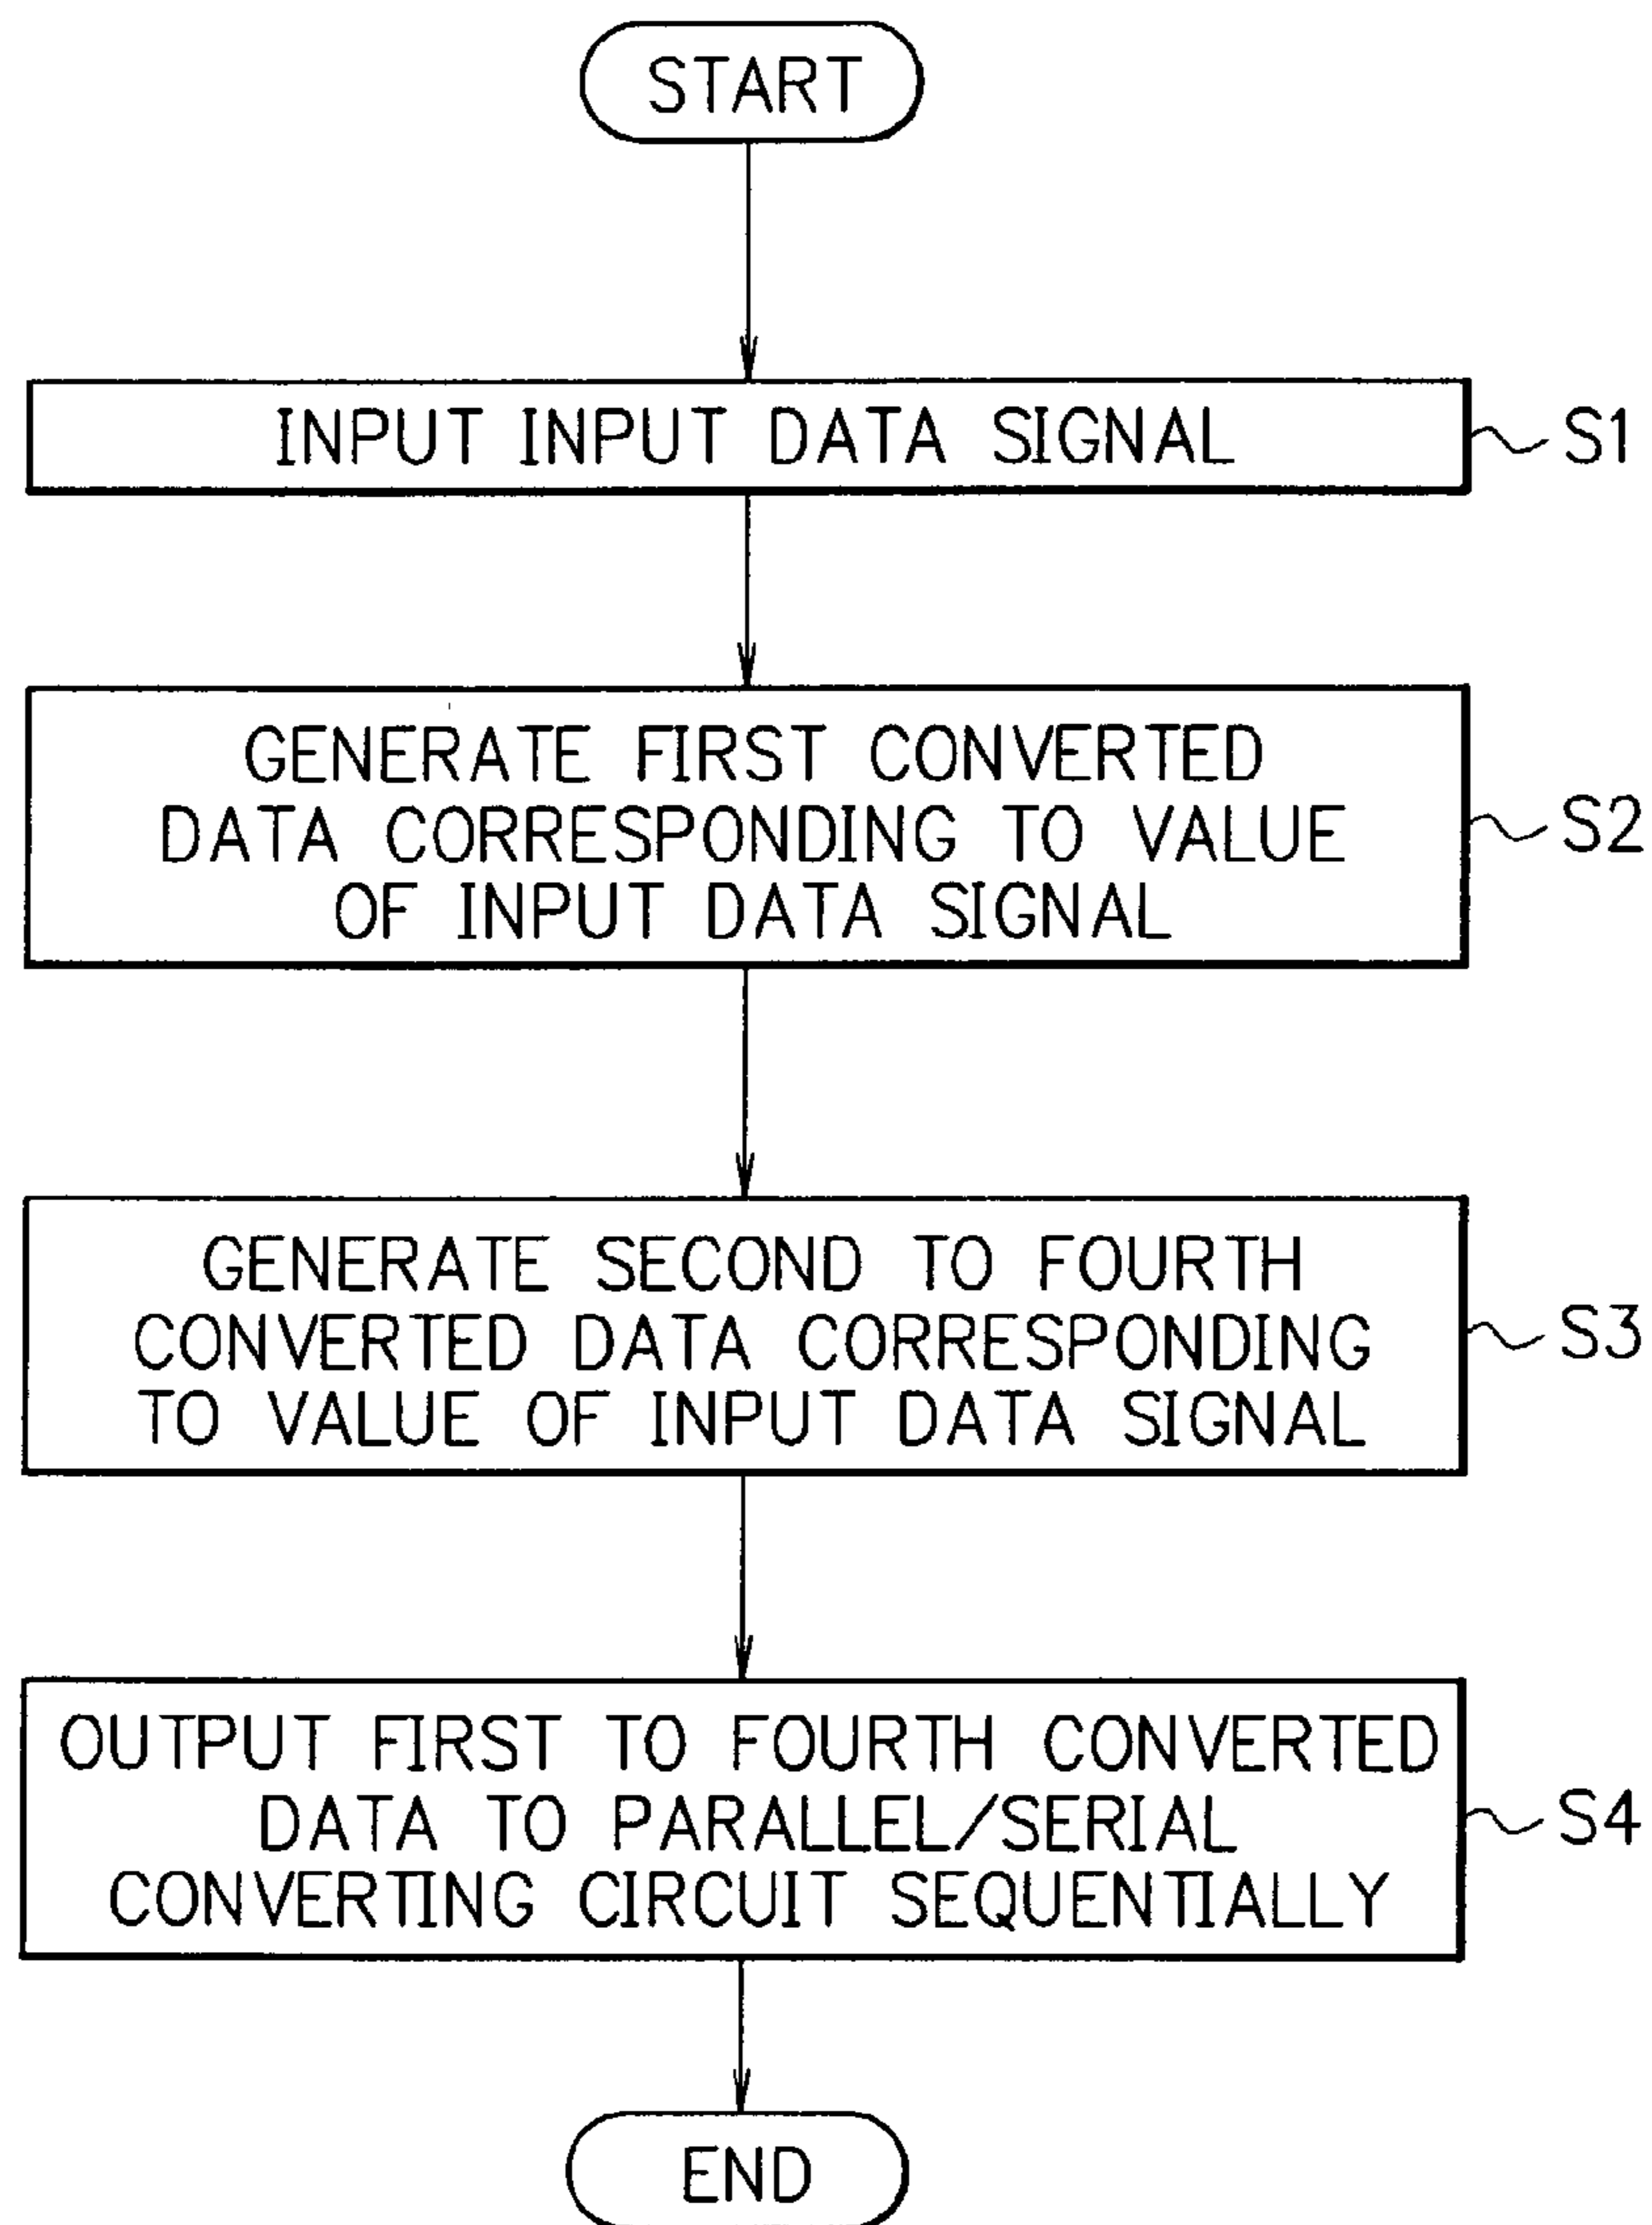 START
INPUT INPUT DATA SIGNAL
S1
GENERATE FIRST CONVERTED
DATA CORRESPONDING TO VALUE
OF INPUT DATA SIGNAL
S2
GENERATE SECOND TO FOURTH
CONVERTED DATA CORRESPONDING
TO VALUE OF INPUT DATA SIGNAL
S3
OUTPUT FIRST TO FOURTH CONVERTED
DATA TO PARALLEL/SERIAL
CONVERTING CIRCUIT SEQUENTIALLY
S4
END